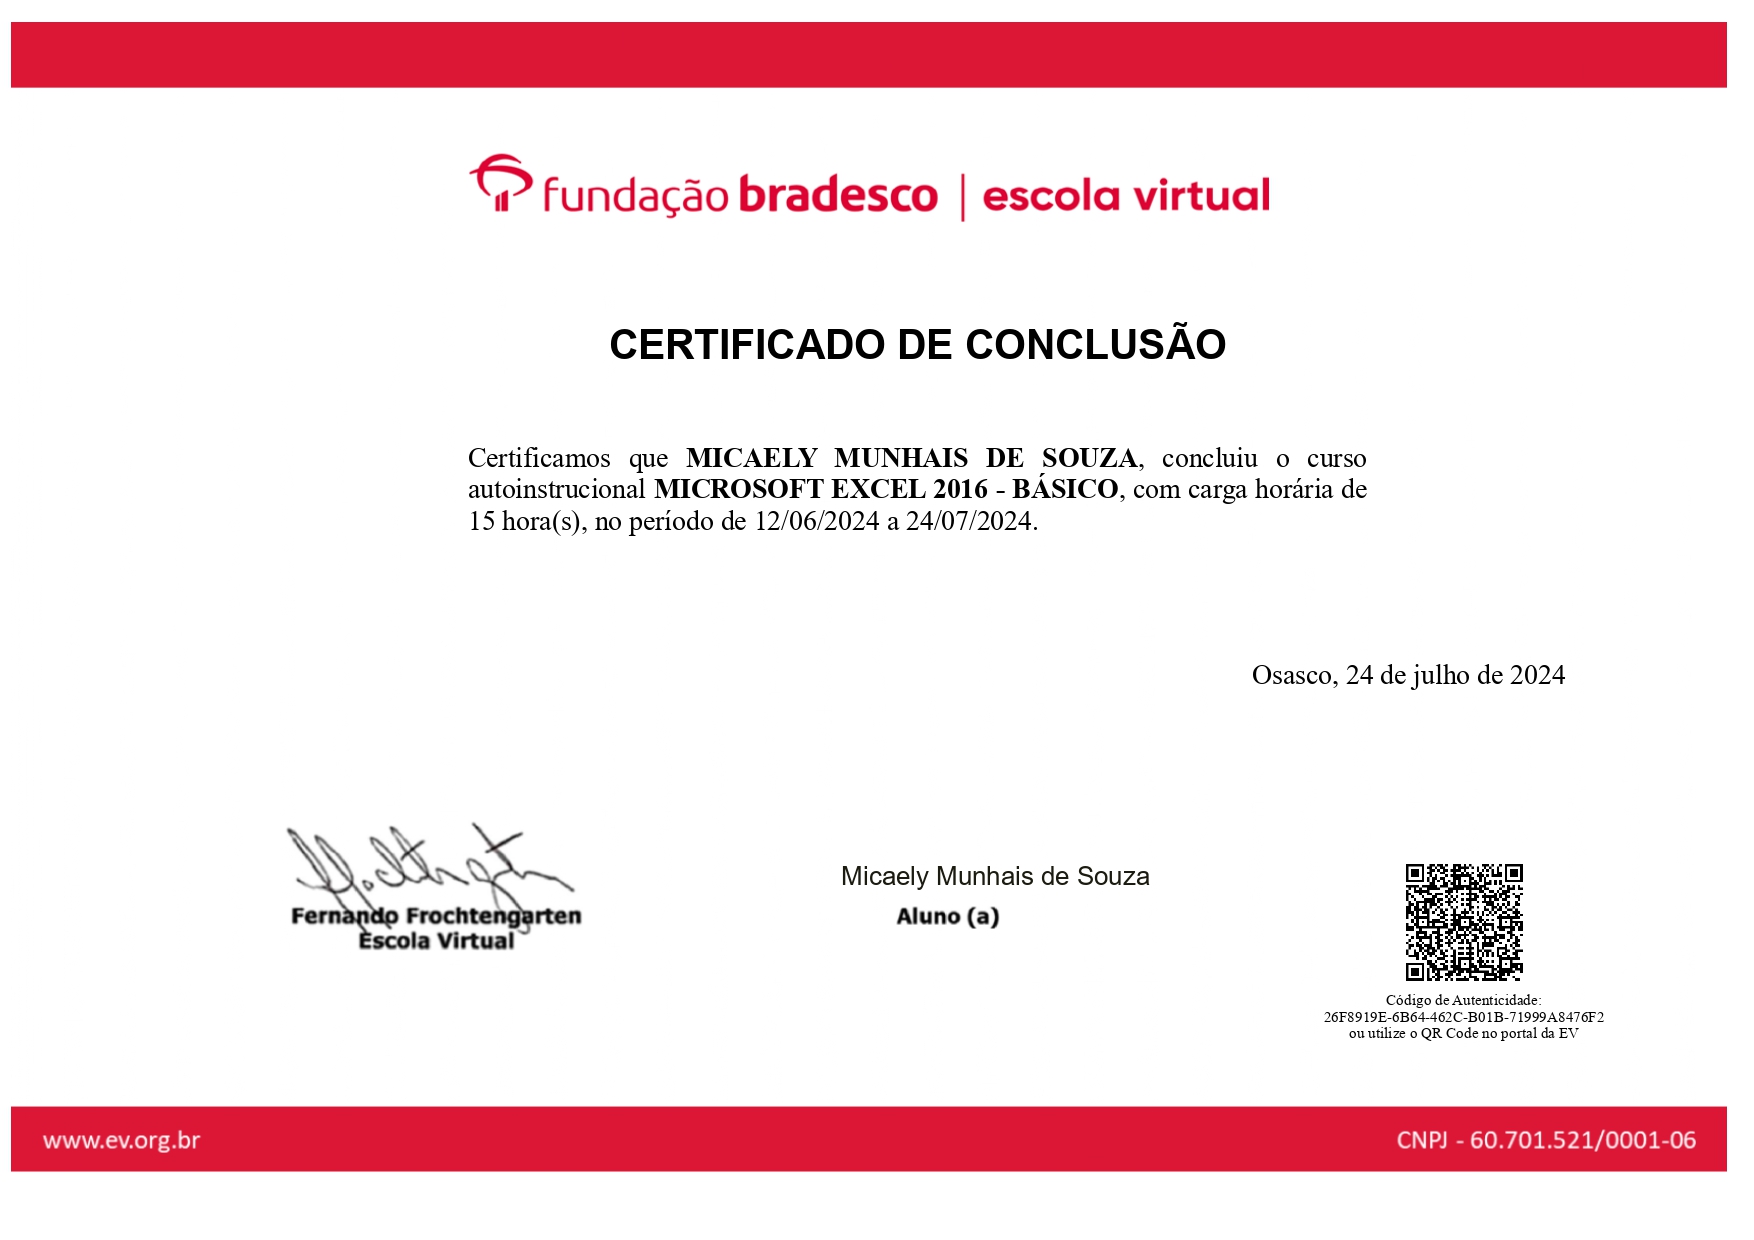 fundação bradesco | escola virtual
CERTIFICADO DE CONCLUSÃO
Certificamos que MICAELY MUNHAIS DE SOUZA, concluiu o curso
autoinstrucional MICROSOFT EXCEL 2016 - BÁSICO, com carga horária de
15 hora(s), no período de 12/06/2024 a 24/07/2024.
Osasco, 24 de julho de 2024
Fernando Frochtengarten
Escola Virtual
Micaely Munhais de Souza
Aluno (a)
Código de Autenticidade:
26F8919E-6B64-462C-B01B-71999A8476F2
ou utilize o QR Code no portal da EV
www.ev.org.br
CNPJ - 60.701.521/0001-06